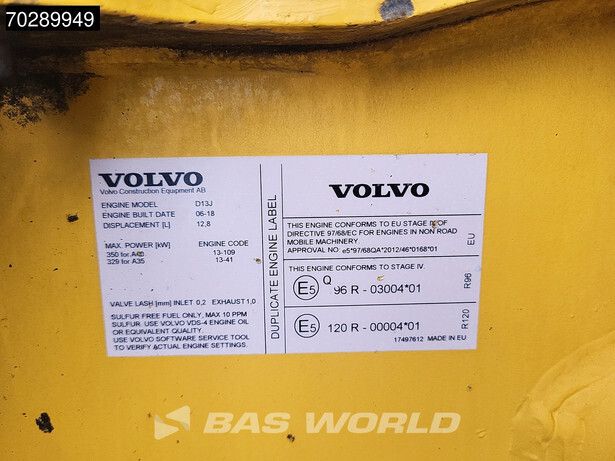 70289949
VOLVO
Volvo Construction Equipment AB
ENGINE MODEL D13J
ENGINE BUILT DATE 06-18
DISPLACEMENT [L] 12,8
MAX. POWER [kW] ENGINE CODE
350 for A40 13-109
329 for A35 13-41
VALVE LASH [mm] INLET 0,2 EXHAUST 1,0
SULFUR FREE FUEL ONLY, MAX 10 PPM
SULFUR. USE VOLVO VDS-4 ENGINE OIL
OR EQUIVALENT QUALITY.
USE VOLVO SOFTWARE SERVICE TOOL
TO VERIFY ACTUAL ENGINE SETTINGS.
DUPLICATE ENGINE LABEL
VOLVO
THIS ENGINE CONFORMS TO EU STAGE IV OF
DIRECTIVE 97/68/EC FOR ENGINES IN NON ROAD
MOBILE MACHINERY.
APPROVAL NO: e5*97/68QA*2012/46*0168*01
EU
THIS ENGINE CONFORMS TO STAGE IV.
E5 Q 96 R - 03004*01
R96
E5 120 R - 00004*01
R120
17497612 MADE IN EU
BAS WORLD